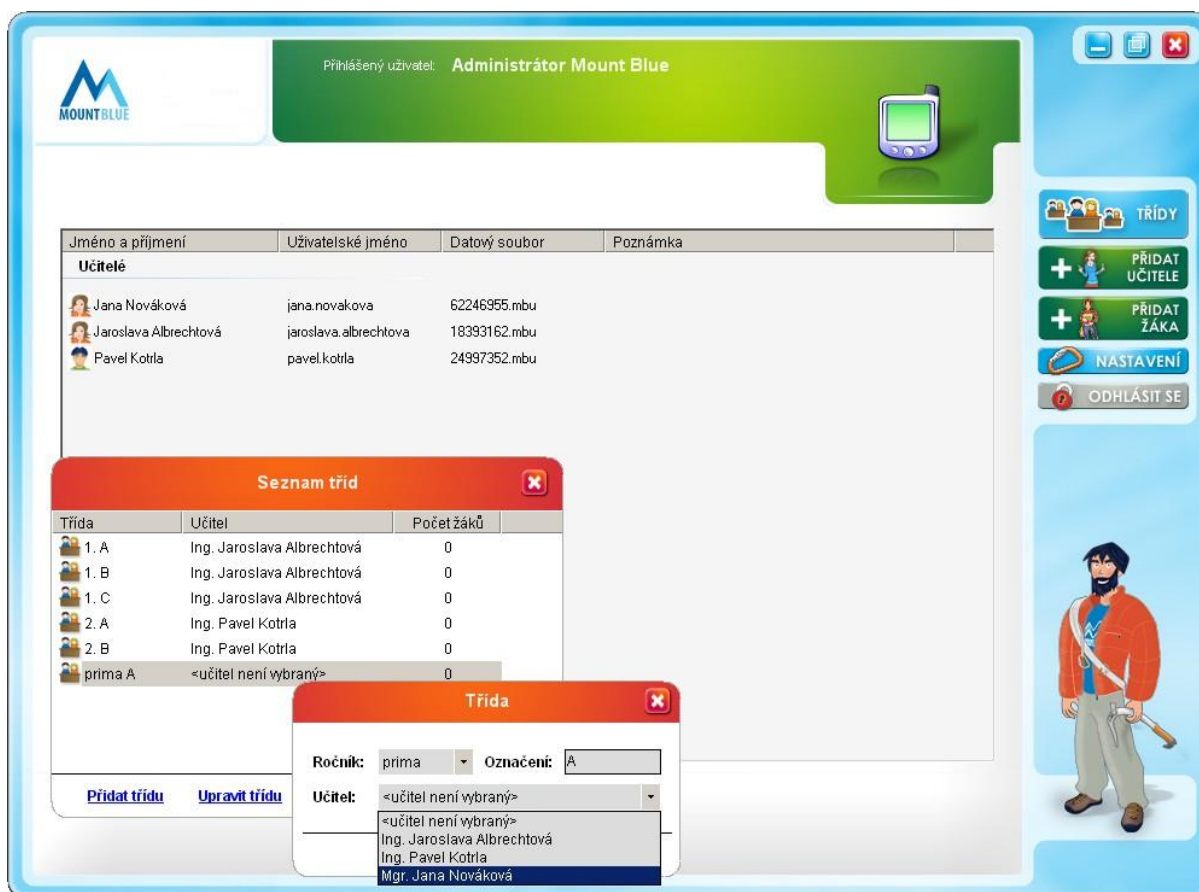 MOUNTBLUE
Přihlášený uživatel: Administrátor Mount Blue
TŘÍDY
PŘIDAT
UČITELE
PŘIDAT
ŽÁKA
NASTAVENÍ
ODHLÁSIT SE
Jméno a příjmení Uživatelské jméno Datový soubor Poznámka
Učitelé
Jana Nováková jana.novakova 62246955.mbu
Jaroslava Albrechtová jaroslava.albrechtova 18393162.mbu
Pavel Kotrla pavel.kotrla 24997352.mbu
Seznam tříd
Třída Učitel Počet žáků
1. A Ing. Jaroslava Albrechtová 0
1. B Ing. Jaroslava Albrechtová 0
1. C Ing. Jaroslava Albrechtová 0
2. A Ing. Pavel Kotrla 0
2. B Ing. Pavel Kotrla 0
prima A <učitel není vybraný> 0
Přidat třídu Upravit třídu
Třída
Ročník: prima Označení: A
Učitel: <učitel není vybraný>
<učitel není vybraný>
Ing. Jaroslava Albrechtová
Ing. Pavel Kotrla
Mgr. Jana Nováková